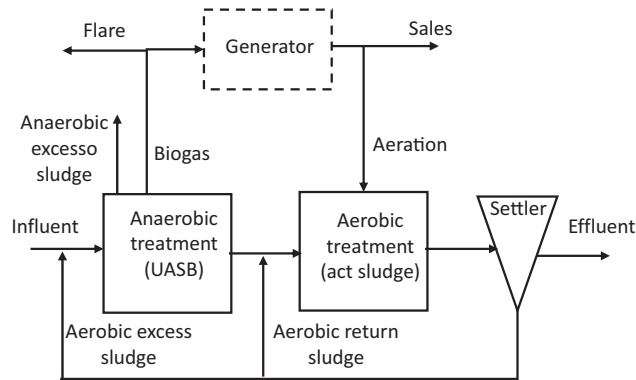 Flare
Generator
Sales
Anaerobic
excesso
sludge
Biogas
Aeration
Influent
Anaerobic
treatment
(UASB)
Aerobic
treatment
(act sludge)
Settler
Effluent
Aerobic excess
sludge
Aerobic return
sludge